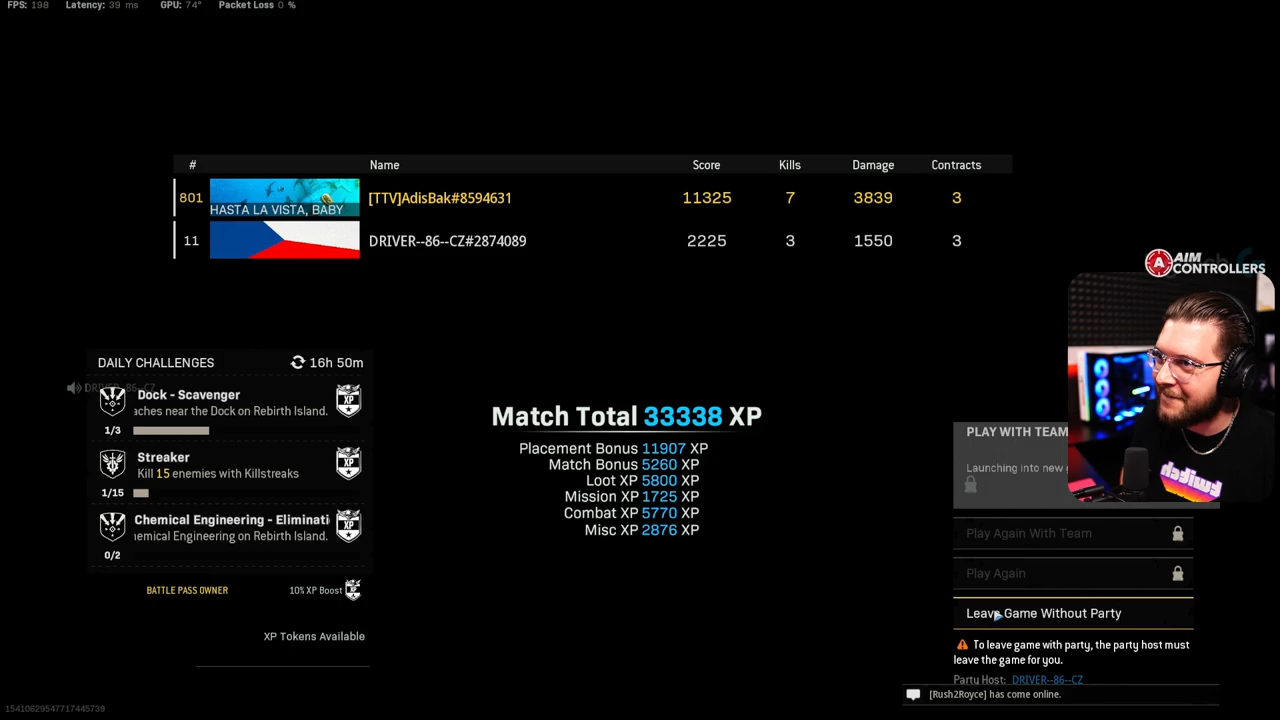 FPS: 198 Latency: 39 ms GPU: 74° Packet Loss 0 %
# Name Score Kills Damage Contracts
801 HASTA LA VISTA, BABY [TTV]AdisBak#8594631 11325 7 3839 3
11 DRIVER--86--CZ#2874089 2225 3 1550 3
AIM
CONTROLLERS
DAILY CHALLENGES 16h 50m
DRIVER--86--CZ
Dock - Scavenger
aches near the Dock on Rebirth Island.
XP
1/3
Streaker
Kill 15 enemies with Killstreaks
XP
1/15
Chemical Engineering - Eliminati
emical Engineering on Rebirth Island.
XP
0/2
BATTLE PASS OWNER 10% XP Boost
XP Tokens Available
Match Total 33338 XP
Placement Bonus 11907 XP
Match Bonus 5260 XP
Loot XP 5800 XP
Mission XP 1725 XP
Combat XP 5770 XP
Misc XP 2876 XP
PLAY WITH TEAM
Launching into new g
Play Again With Team
Play Again
Leave Game Without Party
To leave game with party, the party host must
leave the game for you.
Party Host: DRIVER--86--CZ
[Rush2Royce] has come online.
15410629547717445739